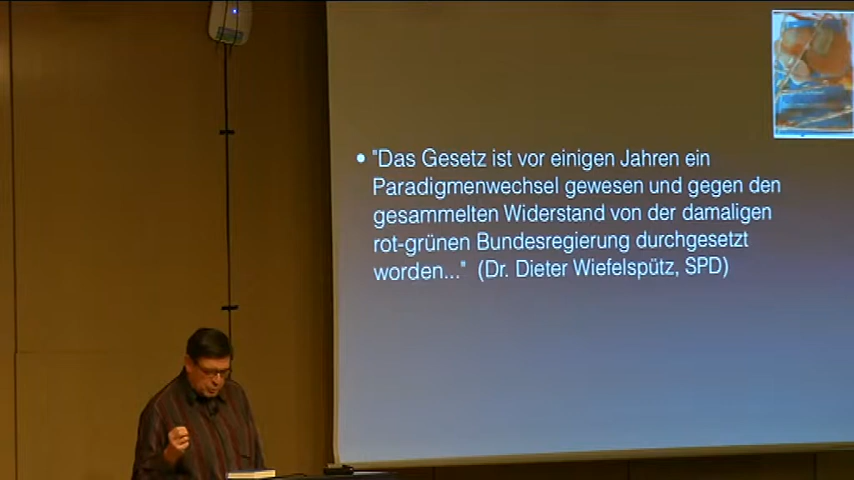 • "Das Gesetz ist vor einigen Jahren ein
Paradigmenwechsel gewesen und gegen den
gesammelten Widerstand von der damaligen
rot-grünen Bundesregierung durchgesetzt
worden..." (Dr. Dieter Wiefelspütz, SPD)